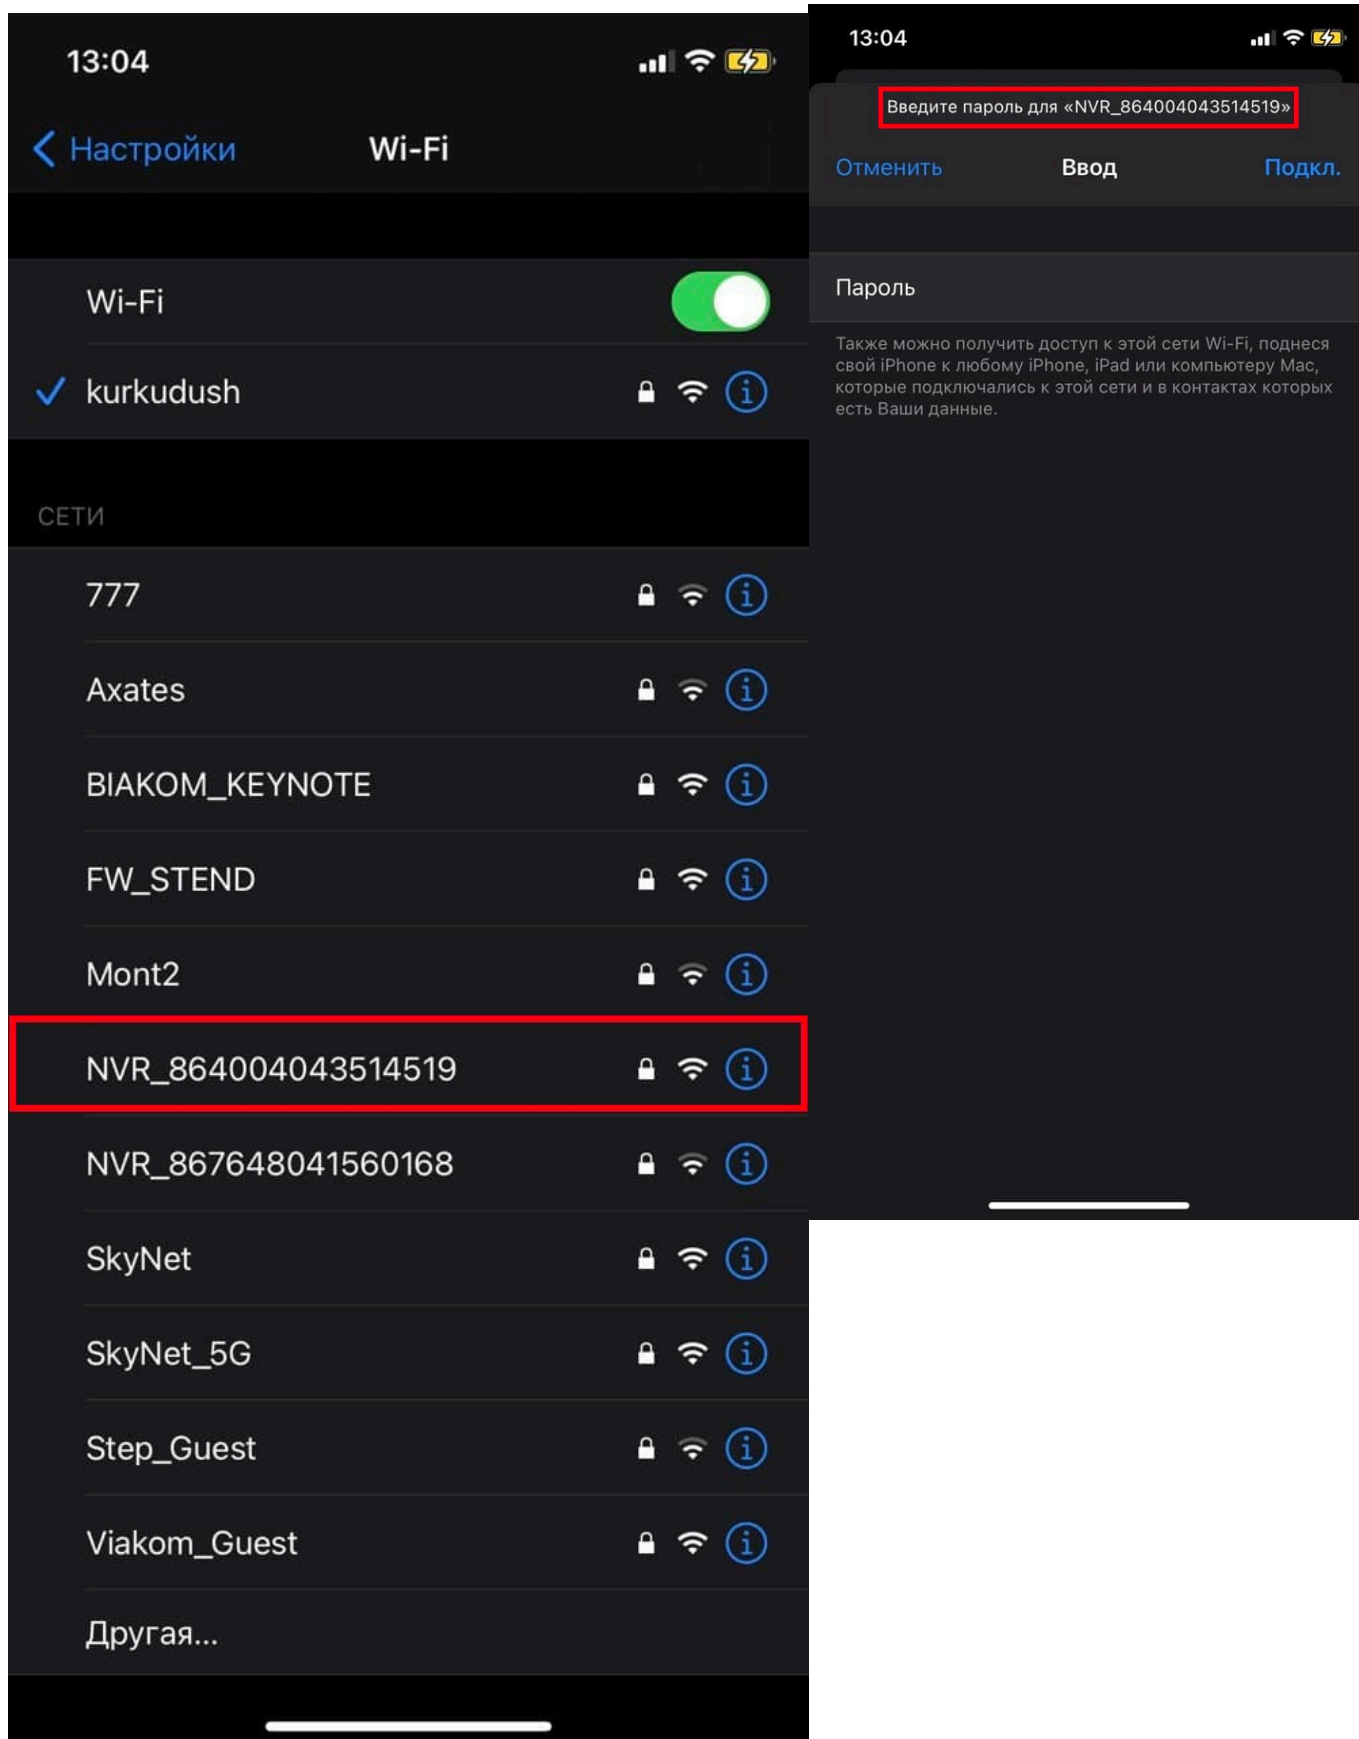 13:04
Настройки
Wi-Fi
Wi-Fi
kurkudush
СЕТИ
777
Axates
BIAKOM_KEYNOTE
FW_STEND
Mont2
NVR_864004043514519
NVR_867648041560168
SkyNet
SkyNet_5G
Step_Guest
Viakom_Guest
Другая...
13:04
Введите пароль для «NVR_864004043514519»
Отменить
Ввод
Подкл.
Пароль
Также можно получить доступ к этой сети Wi-Fi, поднеся
свой iPhone к любому iPhone, iPad или компьютеру Mac,
которые подключались к этой сети и в контактах которых
есть Ваши данные.